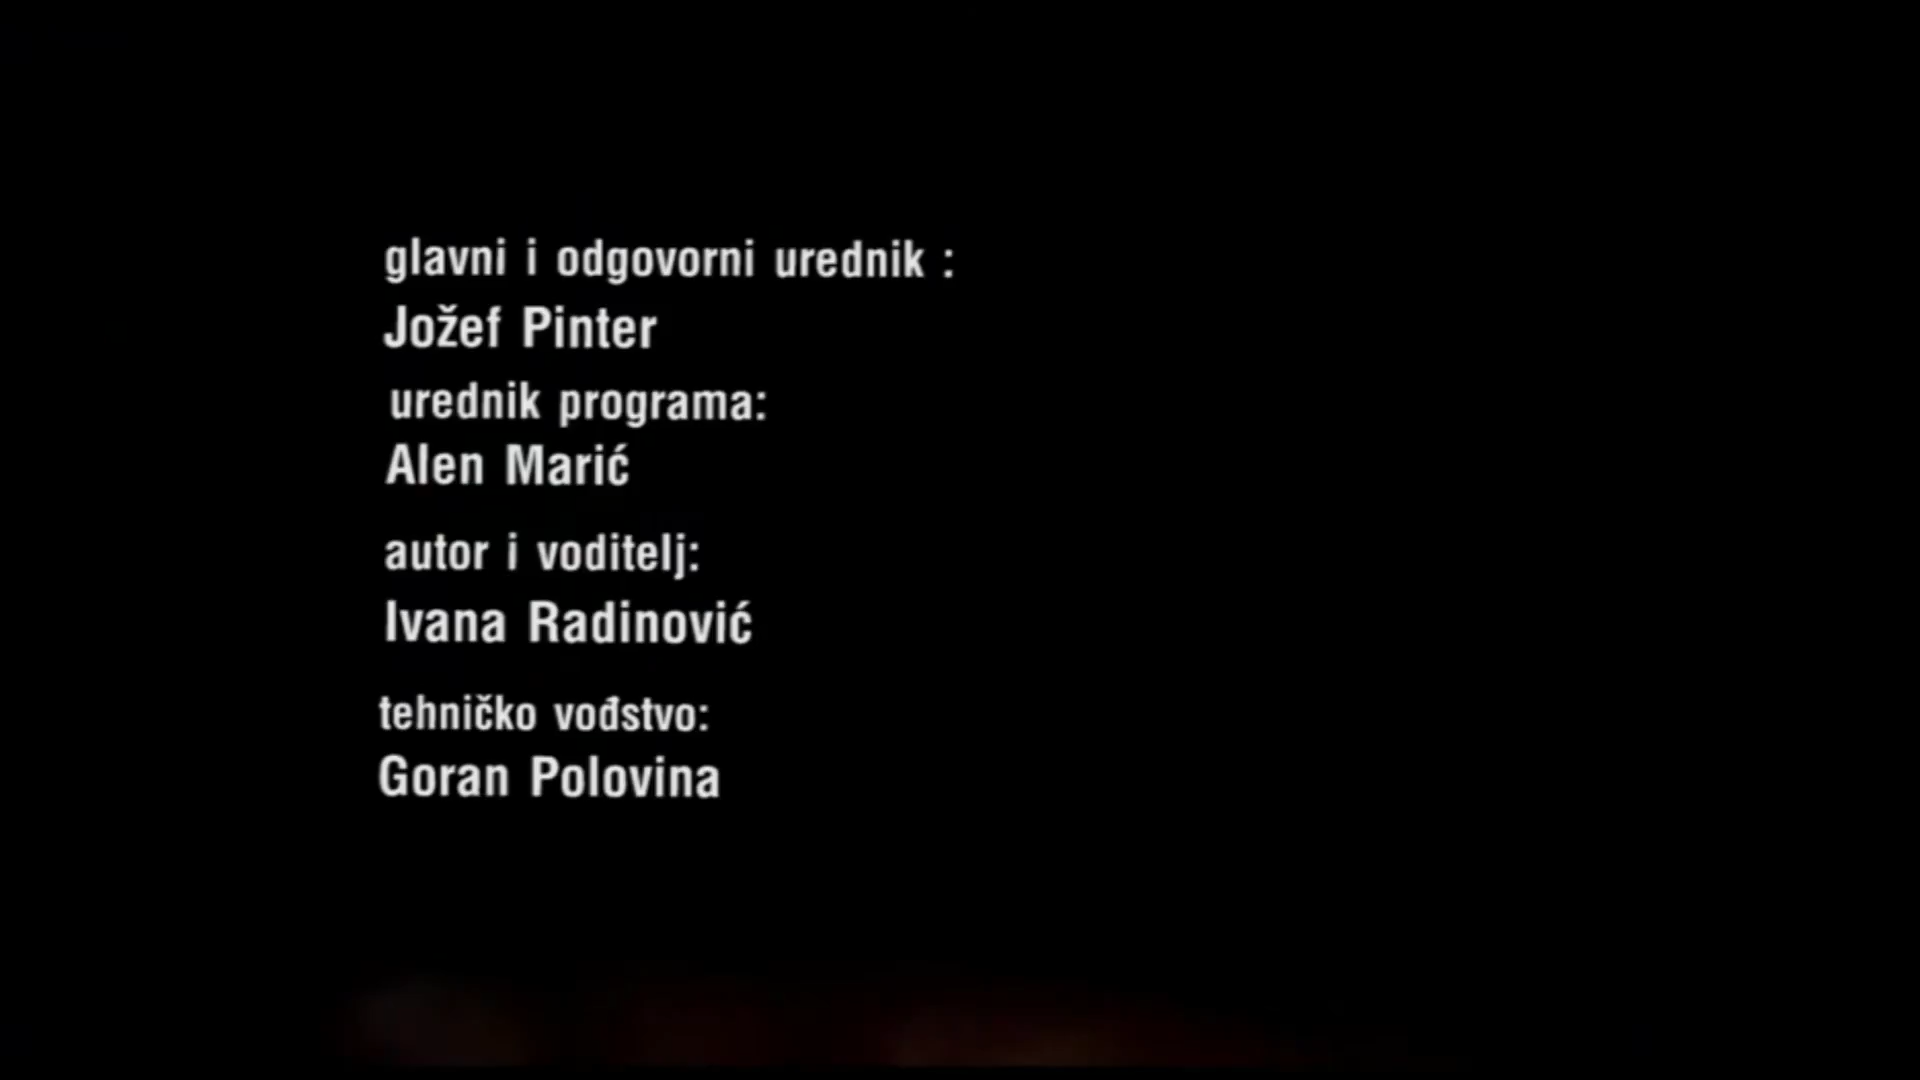 glavni i odgovorni urednik :
Jožef Pinter
urednik programa:
Alen Marić
autor i voditelj:
Ivana Radinović
tehničko vođstvo:
Goran Polovina